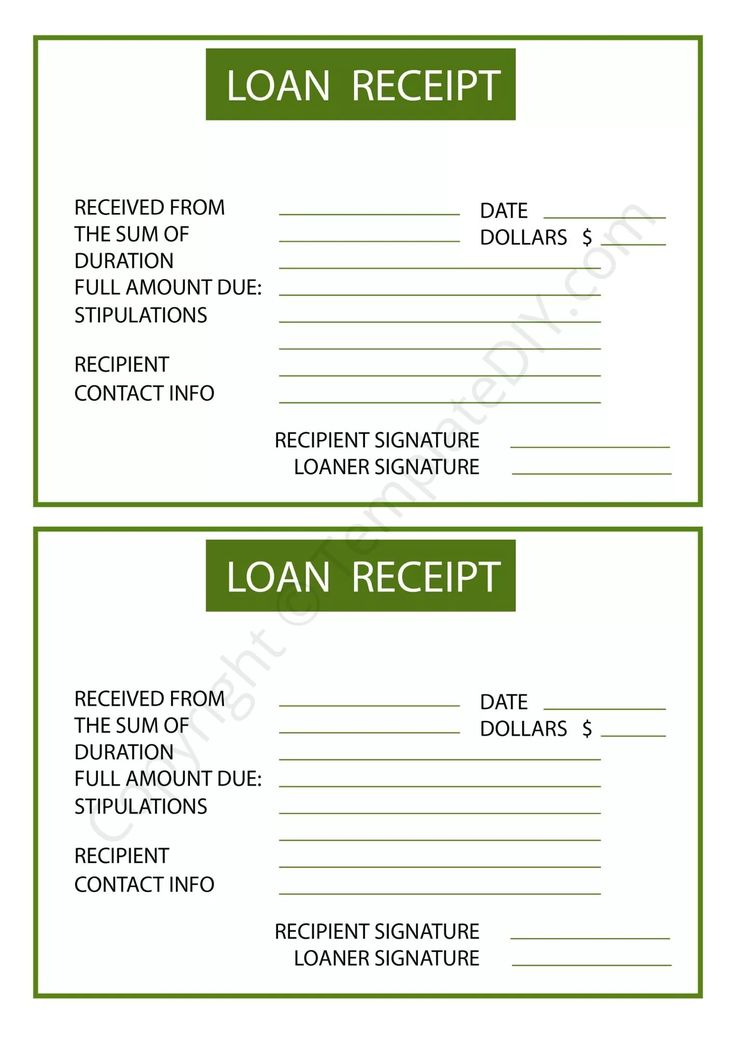 LOAN RECEIPT
RECEIVED FROM DATE
THE SUM OF DOLLARS $
DURATION
FULL AMOUNT DUE:
STIPULATIONS
RECIPIENT
CONTACT INFO
RECIPIENT SIGNATURE
LOANER SIGNATURE
LOAN RECEIPT
RECEIVED FROM DATE
THE SUM OF DOLLARS $
DURATION
FULL AMOUNT DUE:
STIPULATIONS
RECIPIENT
CONTACT INFO
RECIPIENT SIGNATURE
LOANER SIGNATURE
Copyright © TemplateDIY.com